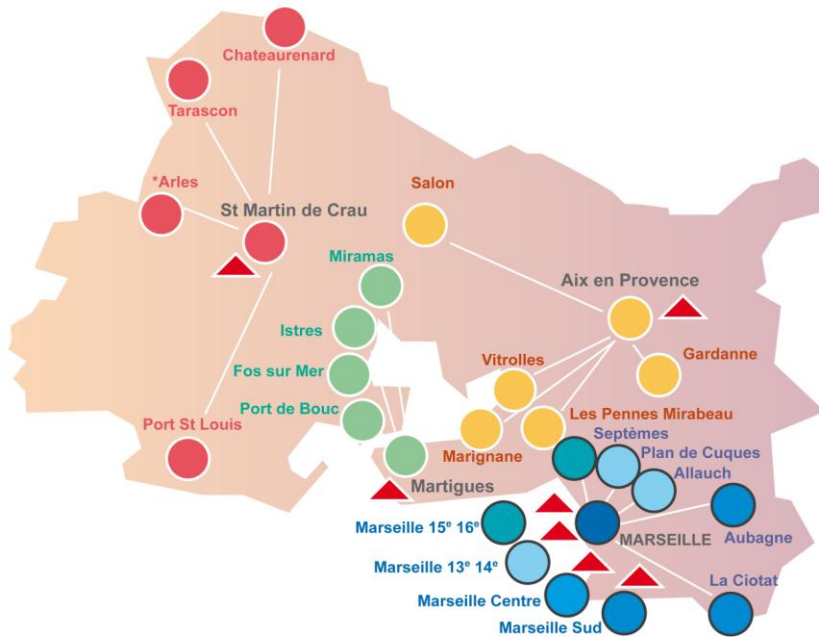 Chateaurenard
Tarascon
*Arles
St Martin de Crau
Salon
Miramas
Aix en Provence
Istres
Vitrolles
Gardanne
Fos sur Mer
Port de Bouc
Les Pennes Mirabeau
Port St Louis
Septèmes
Marignane
Plan de Cuques
Allauch
Martigues
Marseille 15ᵉ 16ᵉ
MARSEILLE
Aubagne
Marseille 13ᵉ 14ᵉ
La Ciotat
Marseille Centre
Marseille Sud